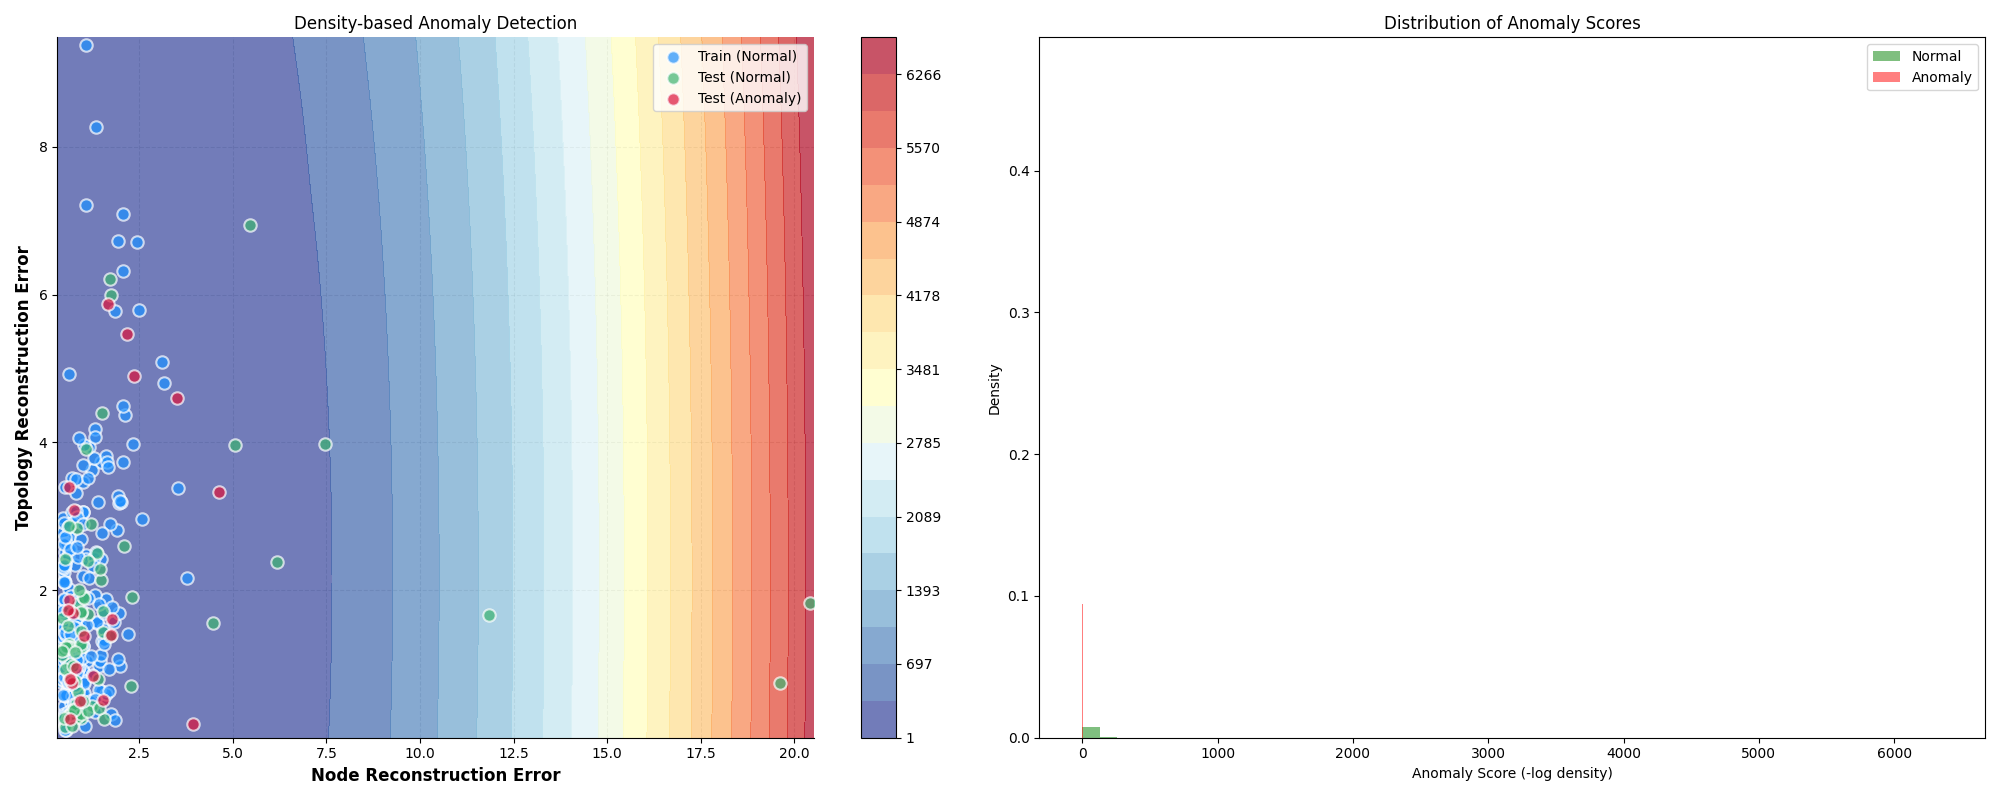 Density-based Anomaly Detection
Train (Normal)
Test (Normal)
Test (Anomaly)
Topology Reconstruction Error
8
6
4
2
2.5 5.0 7.5 10.0 12.5 15.0 17.5 20.0
Node Reconstruction Error
6266
5570
4874
4178
3481
2785
2089
1393
697
1
Distribution of Anomaly Scores
Normal
Anomaly
Density
0.4
0.3
0.2
0.1
0.0
0 1000 2000 3000 4000 5000 6000
Anomaly Score (-log density)